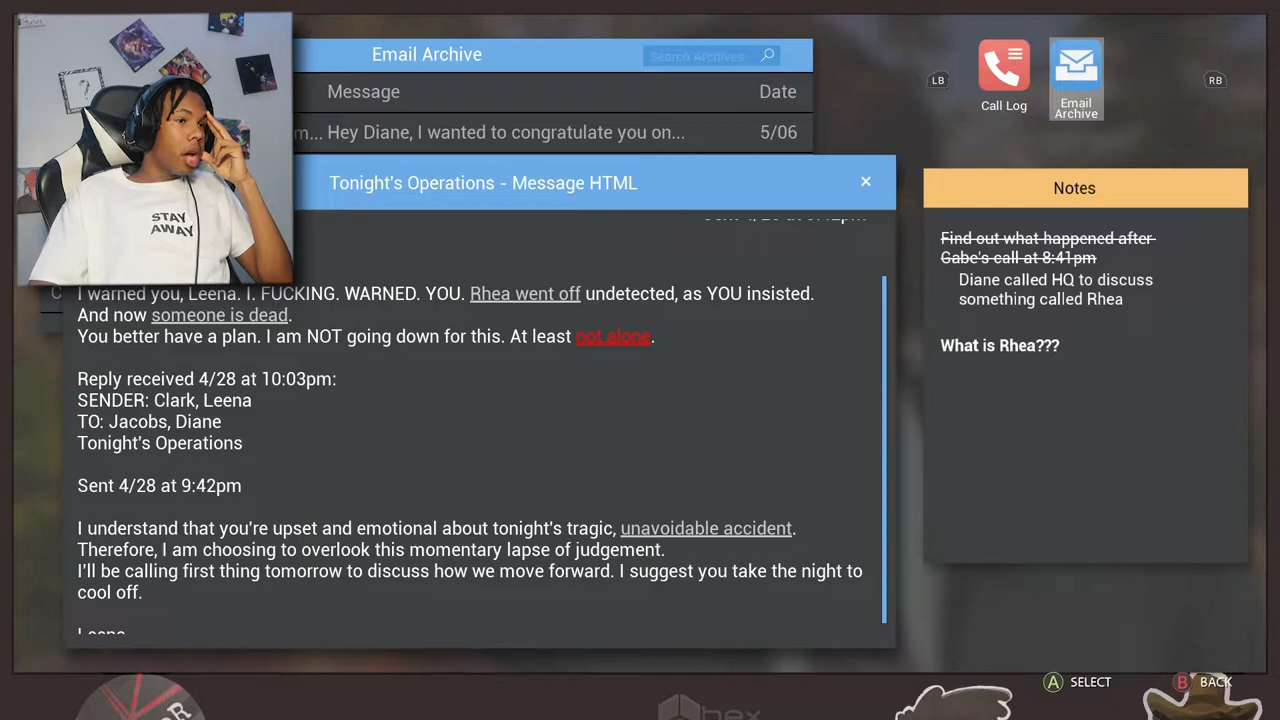 Email Archive
Search Archives
Message
Date
m... Hey Diane, I wanted to congratulate you on...
5/06
Tonight's Operations - Message HTML
I warned you, Leena. I. FUCKING. WARNED. YOU. Rhea went off undetected, as YOU insisted.
And now someone is dead.
You better have a plan. I am NOT going down for this. At least not alone.
Reply received 4/28 at 10:03pm:
SENDER: Clark, Leena
TO: Jacobs, Diane
Tonight's Operations
Sent 4/28 at 9:42pm
I understand that you're upset and emotional about tonight's tragic, unavoidable accident.
Therefore, I am choosing to overlook this momentary lapse of judgement.
I'll be calling first thing tomorrow to discuss how we move forward. I suggest you take the night to
cool off.
Leena
STAY
AWAY
LB
Call Log
Email
Archive
RB
Notes
Find out what happened after
Gabe's call at 8:41pm
Diane called HQ to discuss
something called Rhea
What is Rhea???
A SELECT
B BACK
hex